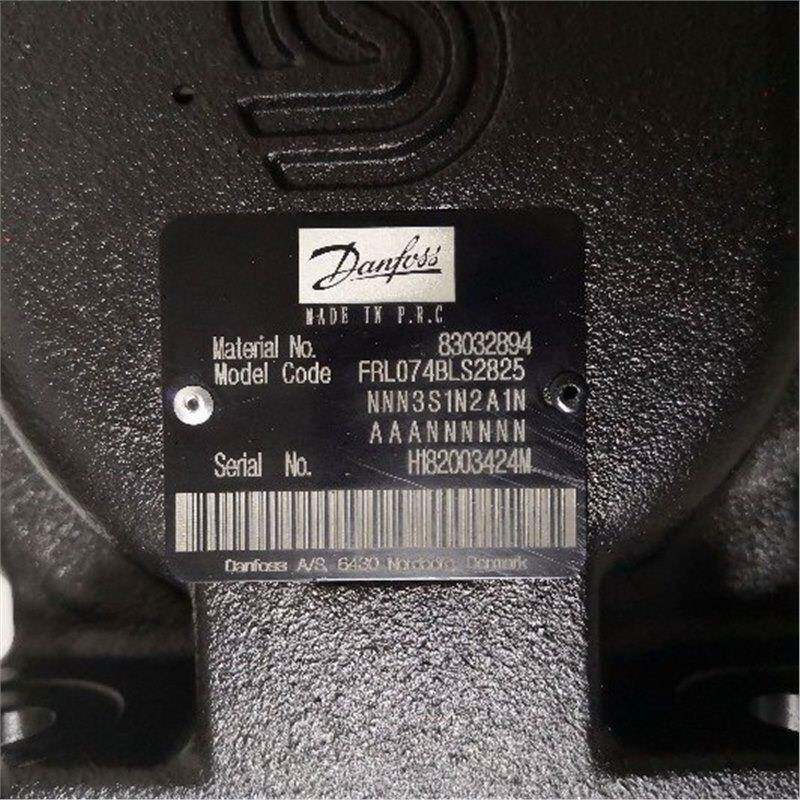 Danfoss
MADE IN P.R.C
Material No. 83032894
Model Code FRL074BLS2825
NNN3S1N2A1N
AAANNNNNN
Serial No. H182003424M
Danfoss A/S, 6430 Nordborg, Denmark